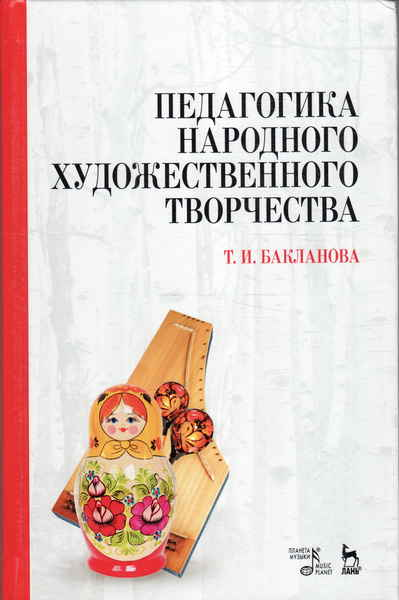 ПЕДАГОГИКА
НАРОДНОГО
ХУДОЖЕСТВЕННОГО
ТВОРЧЕСТВА
Т. И. БАКЛАНОВА
ПЛАНЕТА
МУЗЫКИ
MUSIC
PLANET
ЛАНЬ